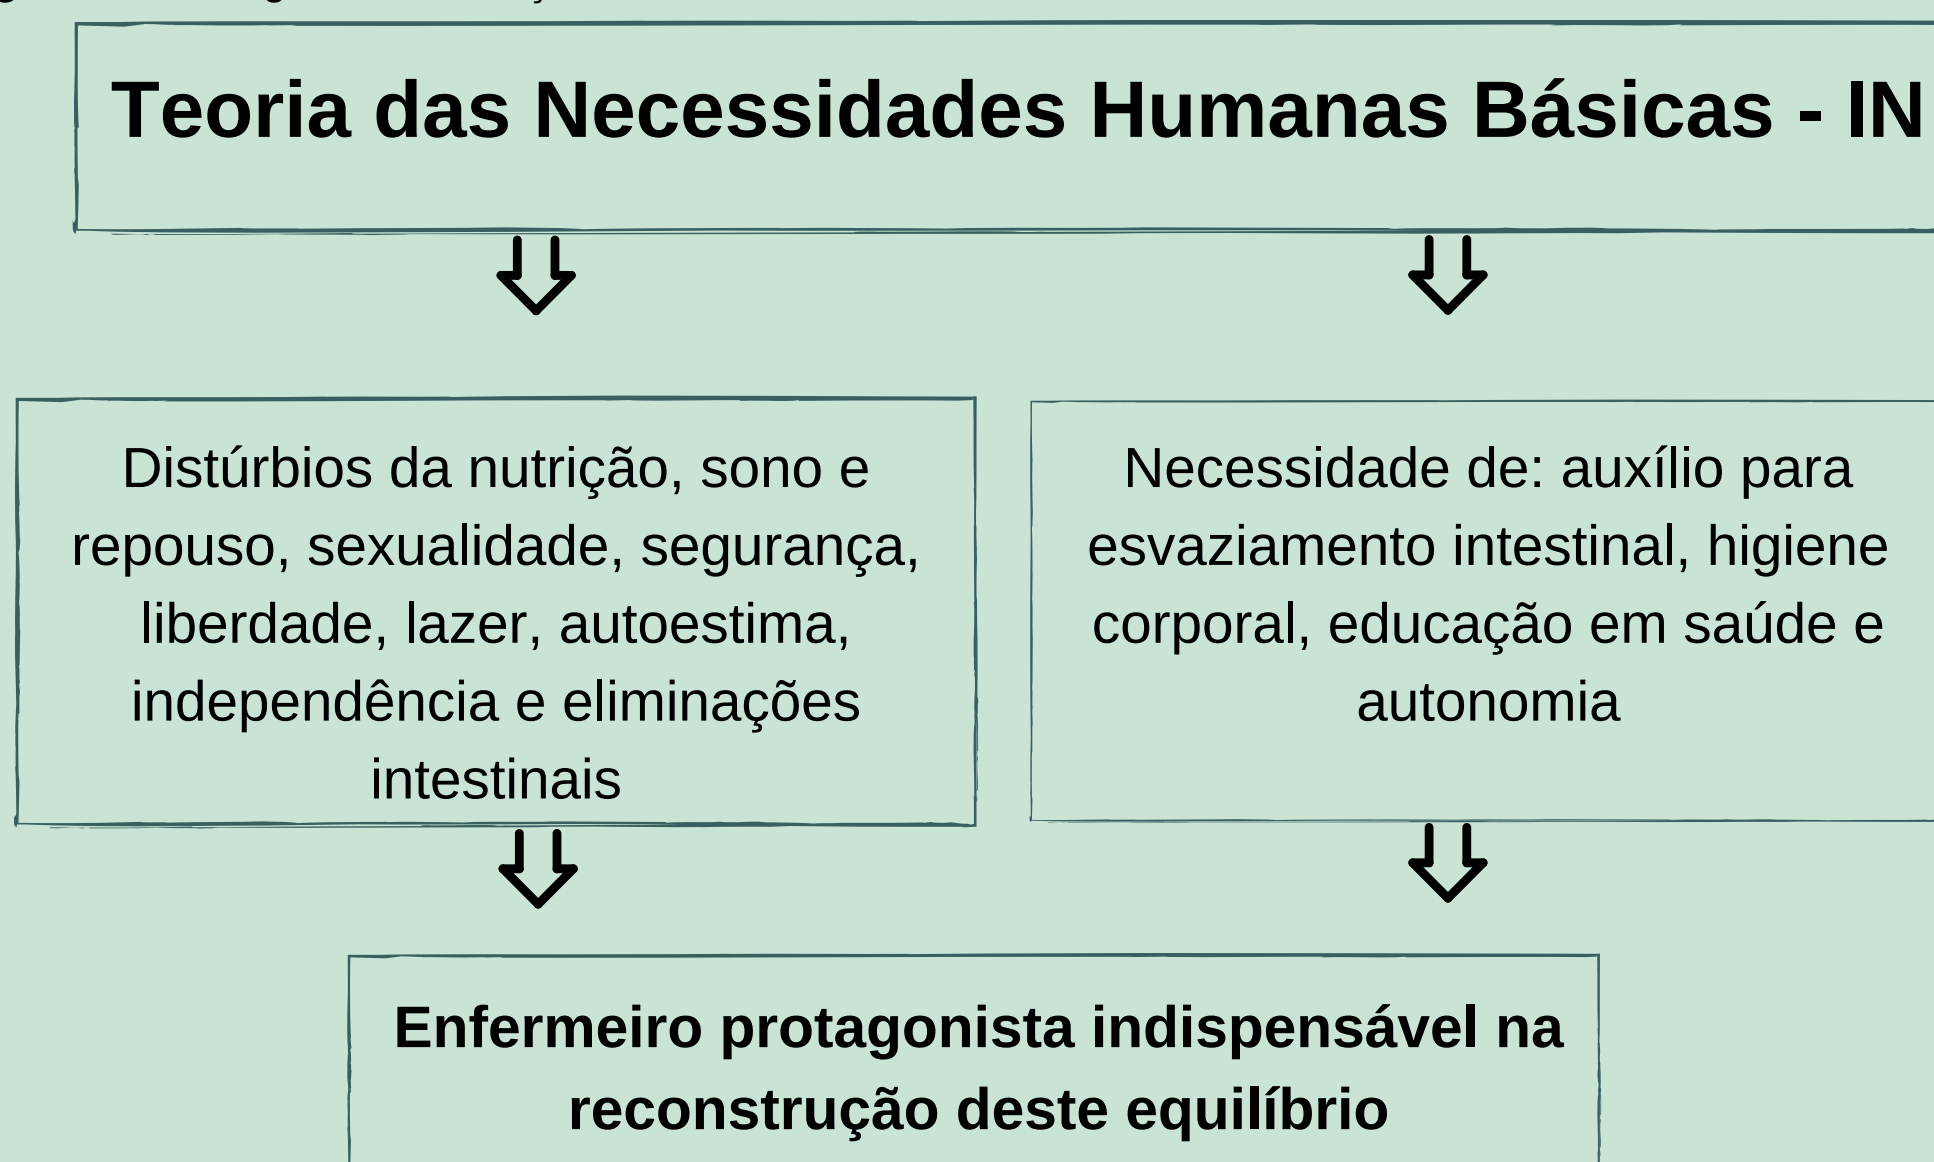 Teoria das Necessidades Humanas Básicas - IN
Distúrbios da nutrição, sono e
repouso, sexualidade, segurança,
liberdade, lazer, autoestima,
independência e eliminações
intestinais
Necessidade de: auxílio para
esvaziamento intestinal, higiene
corporal, educação em saúde e
autonomia
Enfermeiro protagonista indispensável na
reconstrução deste equilíbrio